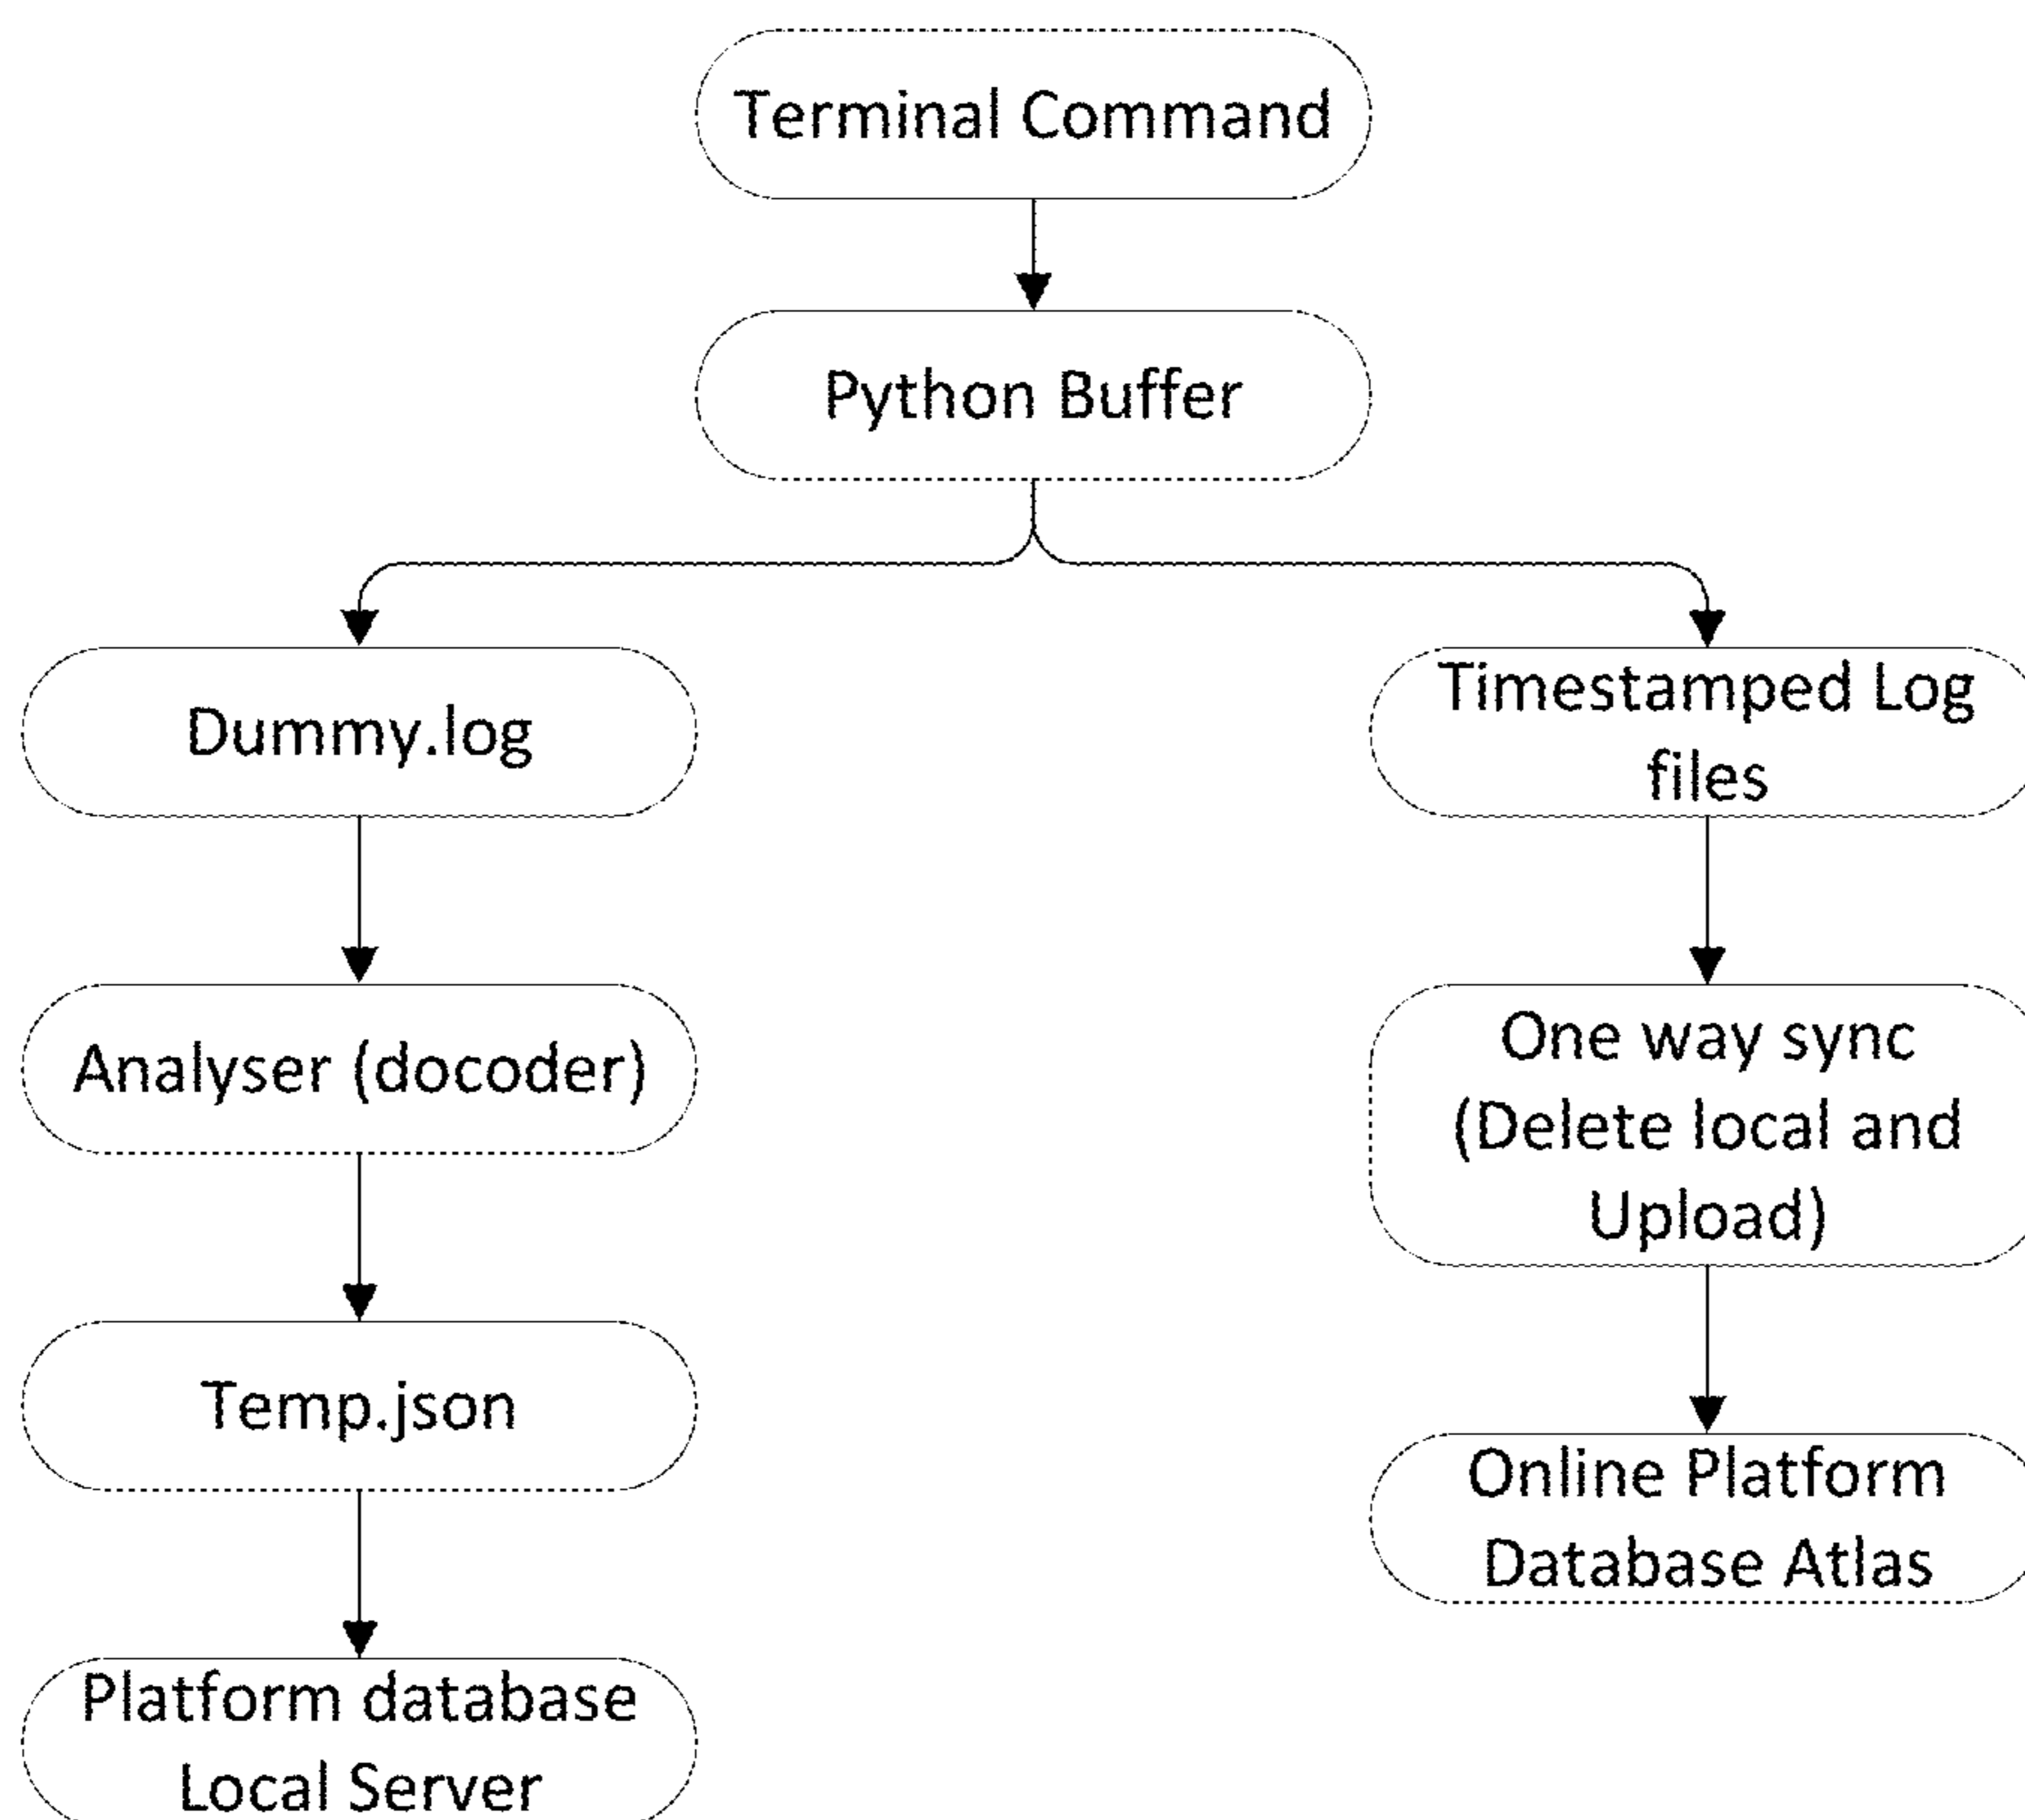 Terminal Command
Python Buffer
Dummy.log
Timestamped Log
files
Analyser (docoder)
One way sync
(Delete local and
Upload)
Temp.json
Online Platform
Database Atlas
Platform database
Local Server